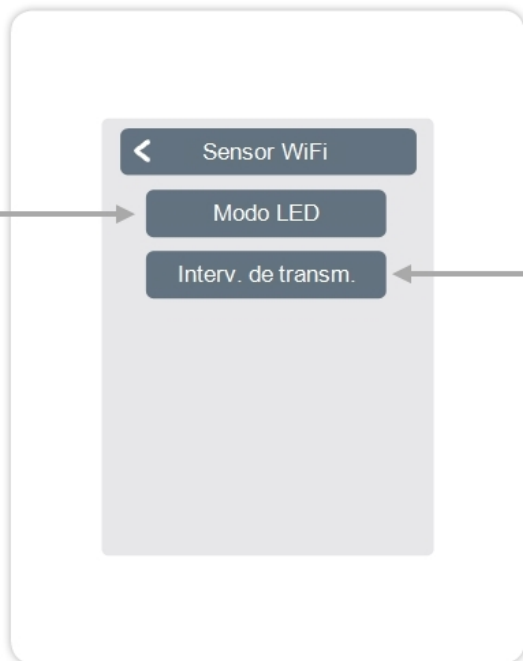 Sensor WiFi
Modo LED
Interv. de transm.